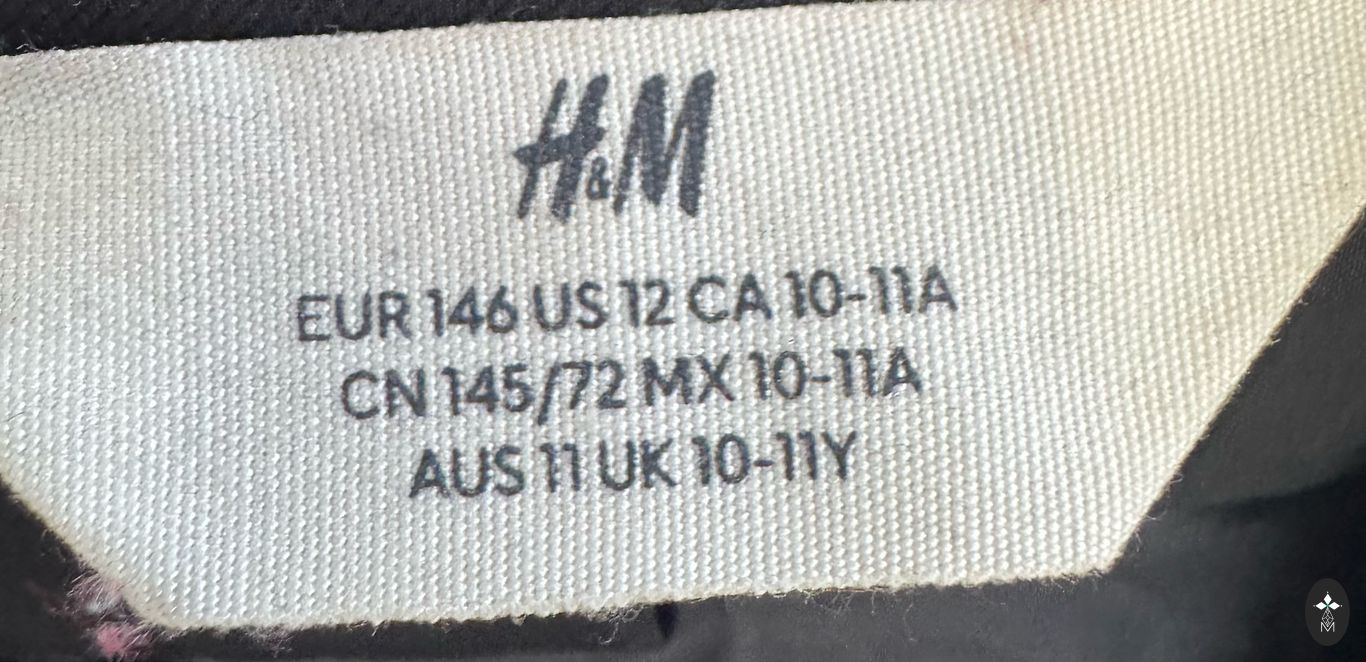 H&M
EUR 146 US 12 CA 10-11A
CN 145/72 MX 10-11A
AUS 11 UK 10-11Y
M